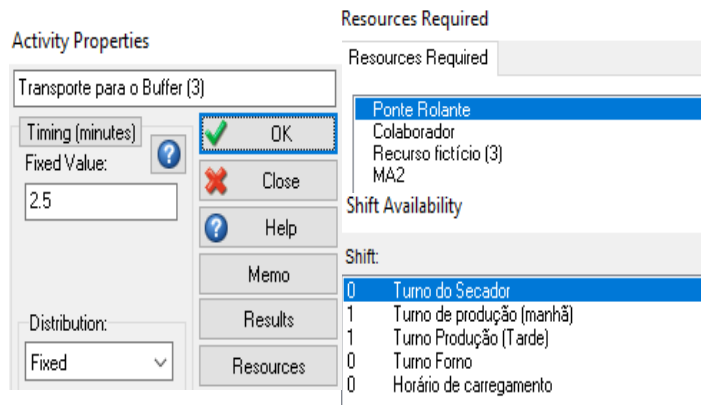 Activity Properties
Transporte para o Buffer (3)
Timing (minutes)
Fixed Value:
2.5
Distribution:
Fixed
OK
Close
Help
Memo
Results
Resources
Resources Required
Resources Required
Ponte Rolante
Colaborador
Recurso fictício (3)
MA2
Shift Availability
Shift:
0 Turno do Secador
1 Turno de produção (manhã)
1 Turno Produção (Tarde)
0 Turno Forno
0 Horário de carregamento